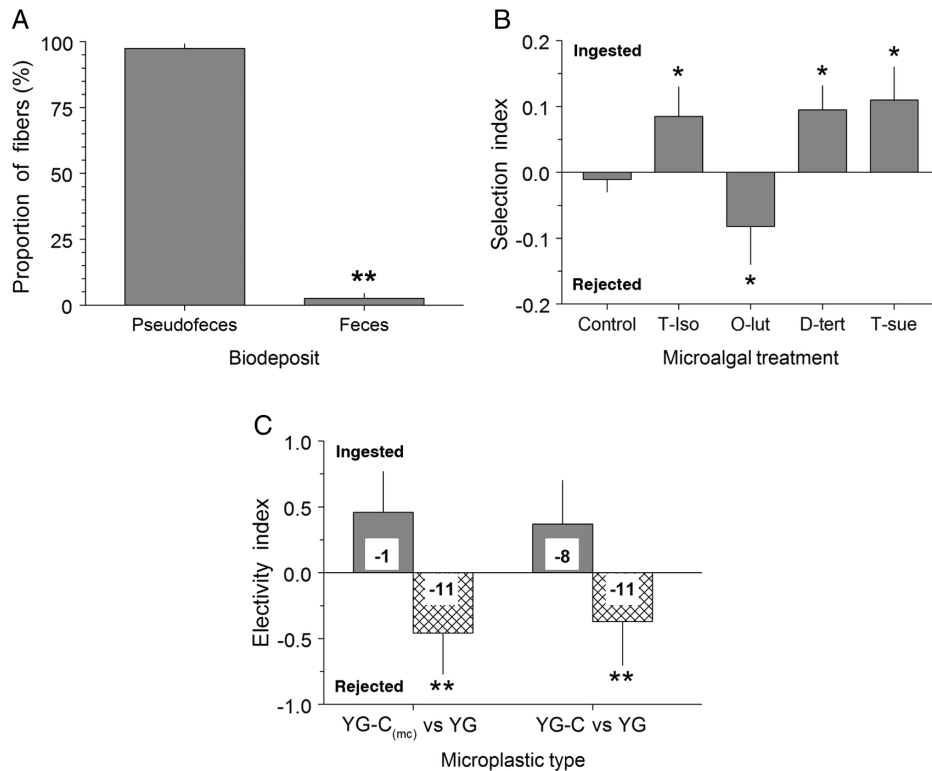 A
100
75
50
25
0
Proportion of fibers (%)
**
Pseudofeces Feces
Biodeposit
B
0.2
0.1
0.0
-0.1
-0.2
Selection index
Ingested
* * *
*
Rejected
Control T-Iso O-lut D-tert T-sue
Microalgal treatment
C
1.0
0.5
0.0
-0.5
-1.0
Electivity index
Ingested
-1 -8
-11 -11
** **
Rejected
YG-C(mc) vs YG YG-C vs YG
Microplastic type